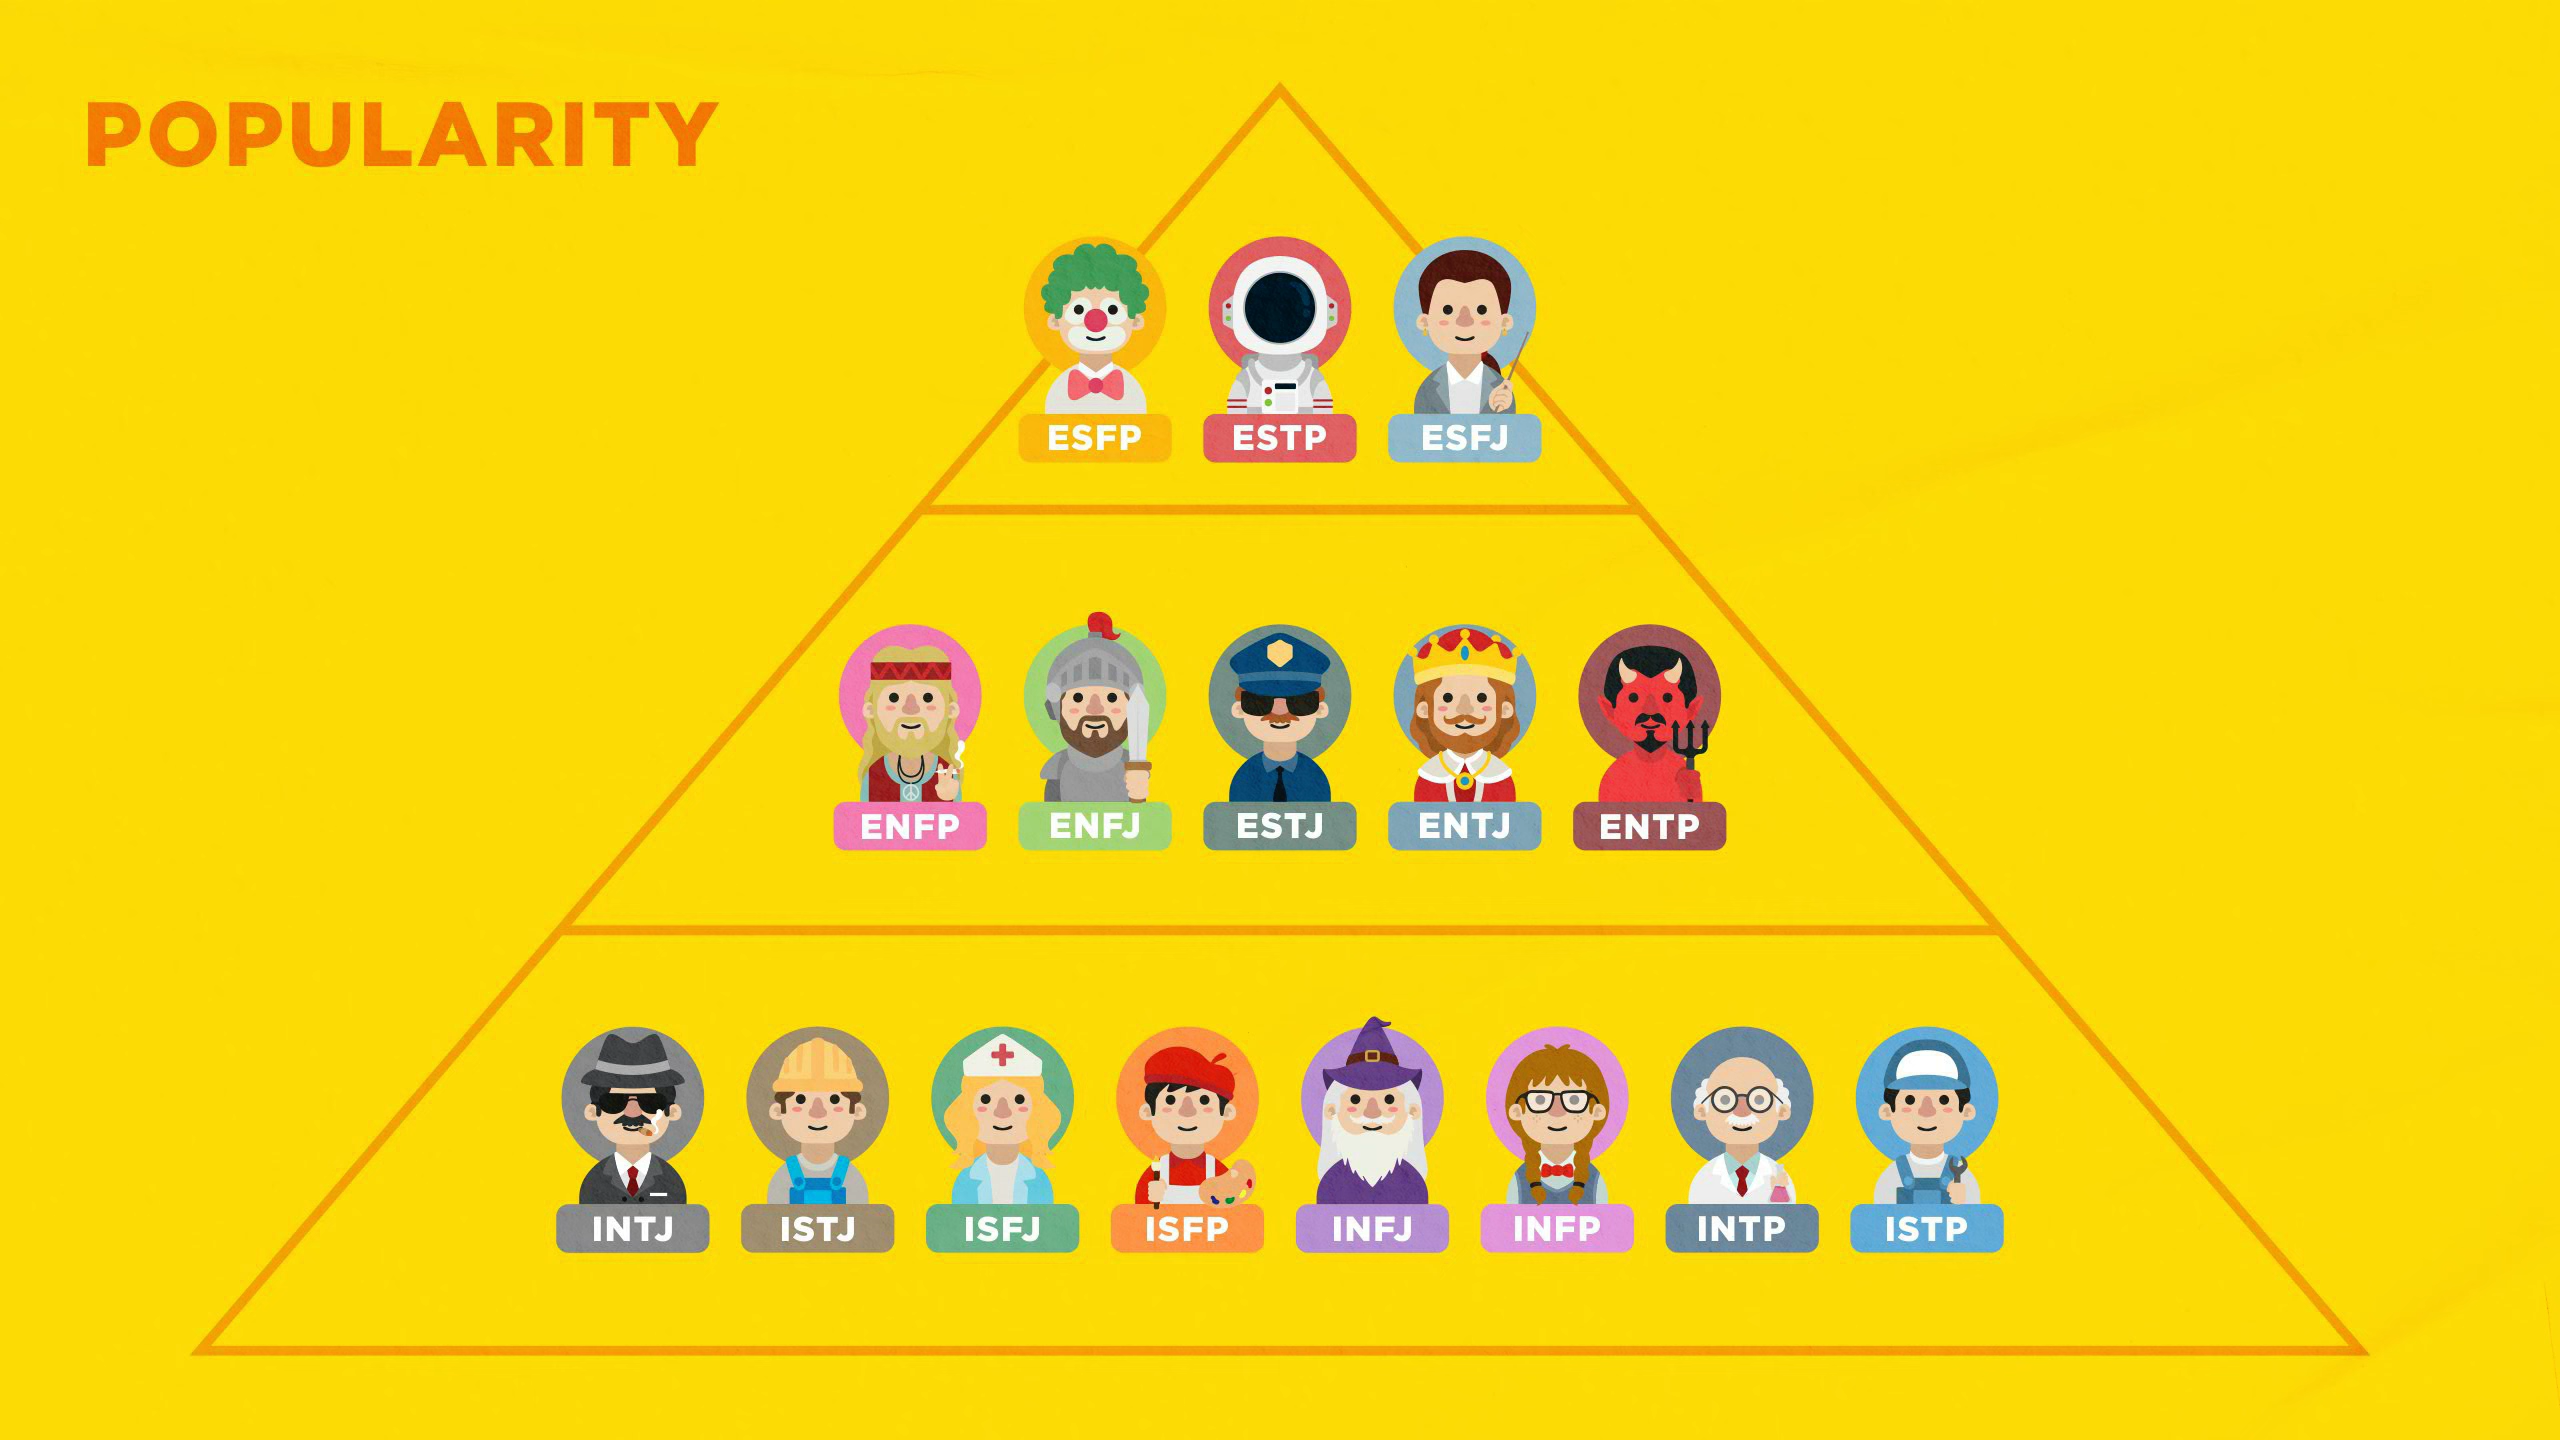 POPULARITY
ESFP ESTP ESFJ
ENFP ENFJ ESTJ ENTJ ENTP
INTJ ISTJ ISFJ ISFP INFJ INFP INTP ISTP